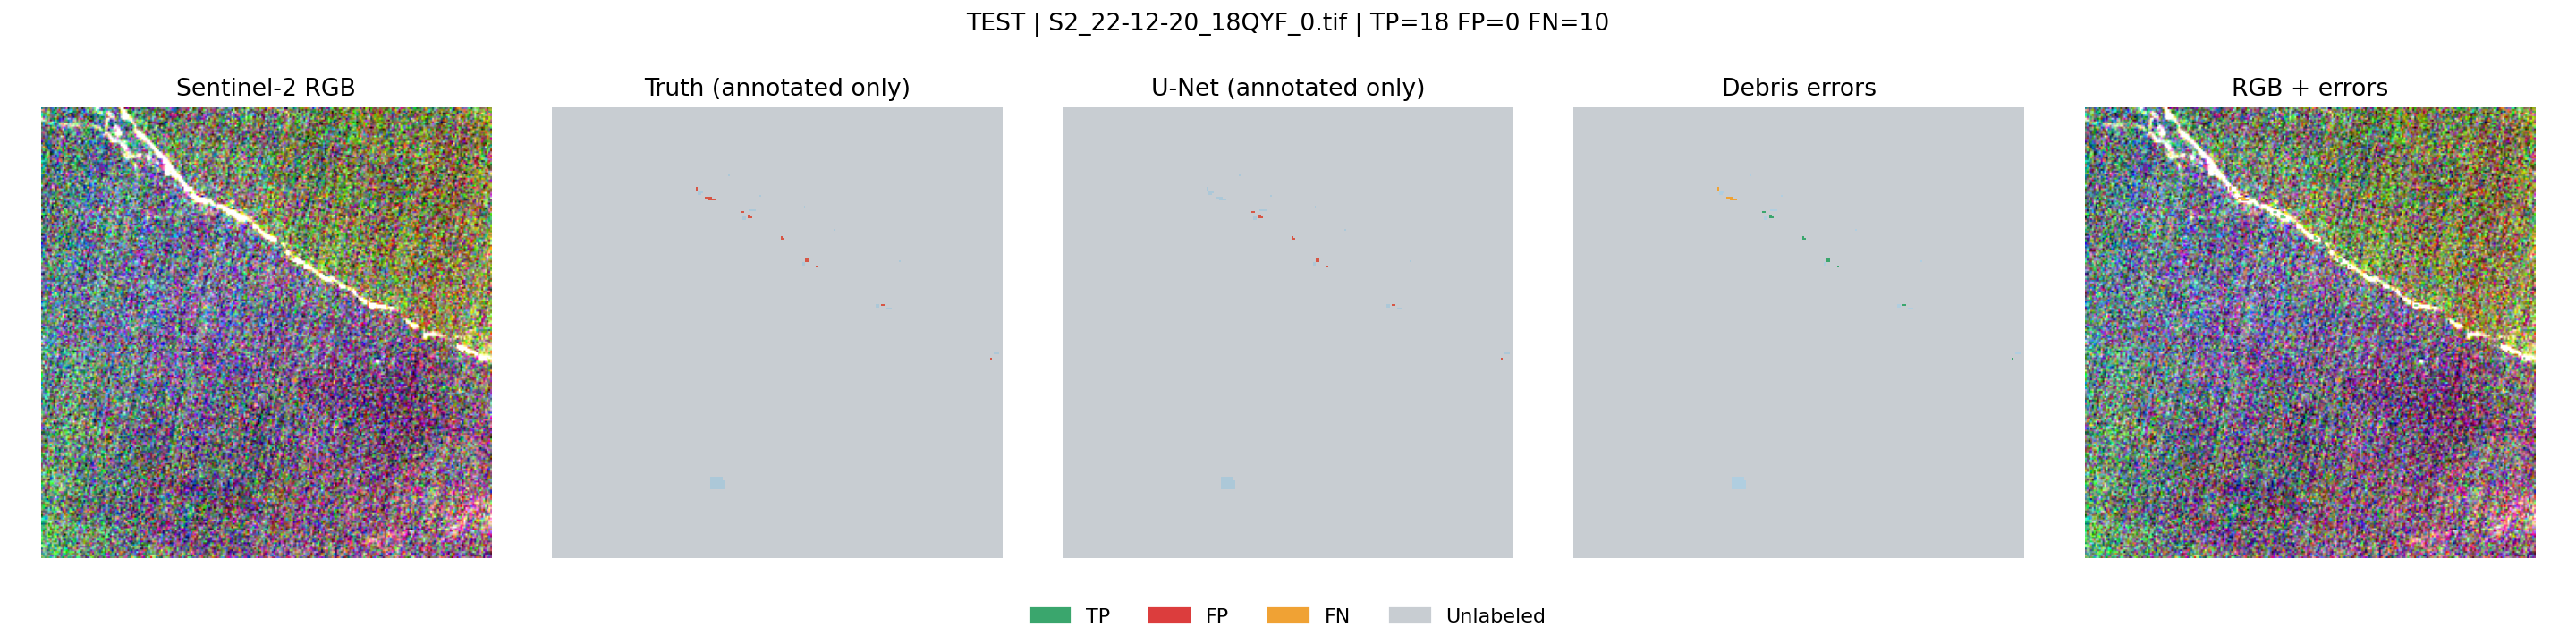 TEST | S2_22-12-20_18QYF_0.tif | TP=18 FP=0 FN=10
Sentinel-2 RGB
Truth (annotated only)
U-Net (annotated only)
Debris errors
RGB + errors
TP
FP
FN
Unlabeled